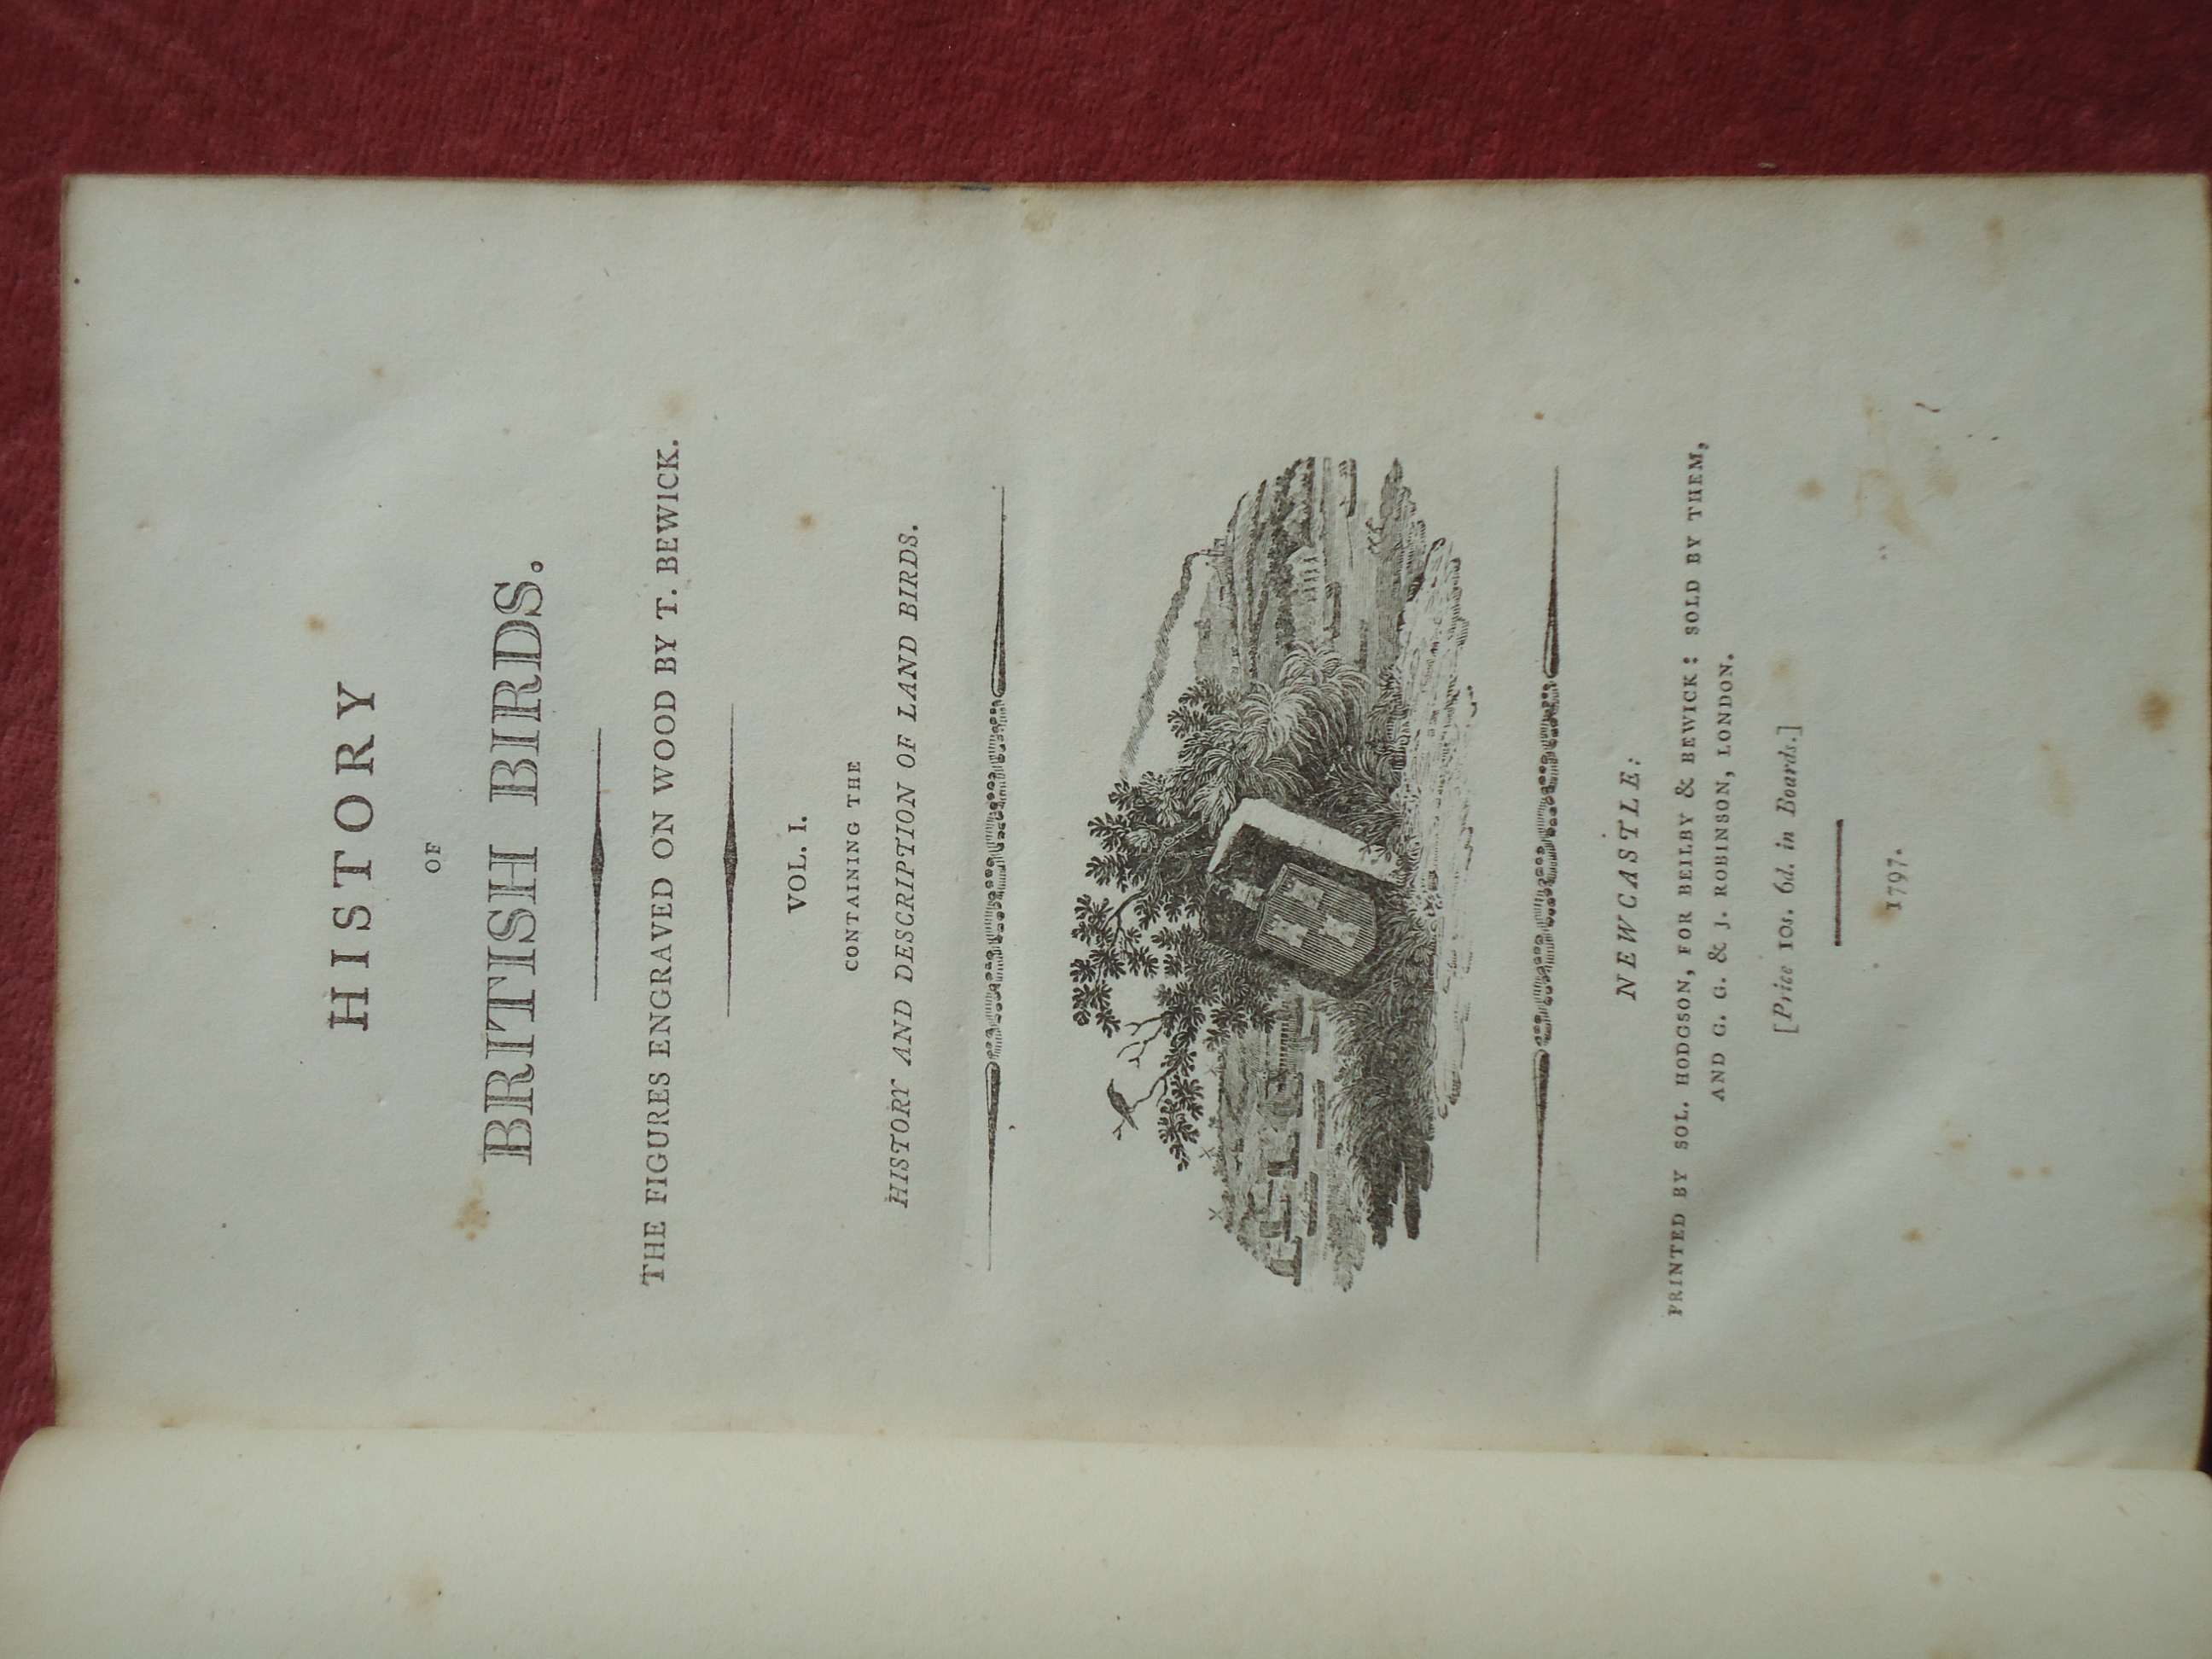 HISTORY
OF
BRITISH BIRDS.
THE FIGURES ENGRAVED ON WOOD BY T. BEWICK.
VOL. I.
CONTAINING THE
HISTORY AND DESCRIPTION OF LAND BIRDS.
NEWCASTLE:
PRINTED BY SOL. HODGSON, FOR BEILBY & BEWICK: SOLD BY THEM,
AND G. G. & J. ROBINSON, LONDON.
[Price 10s. 6d. in Boards.]
1797.